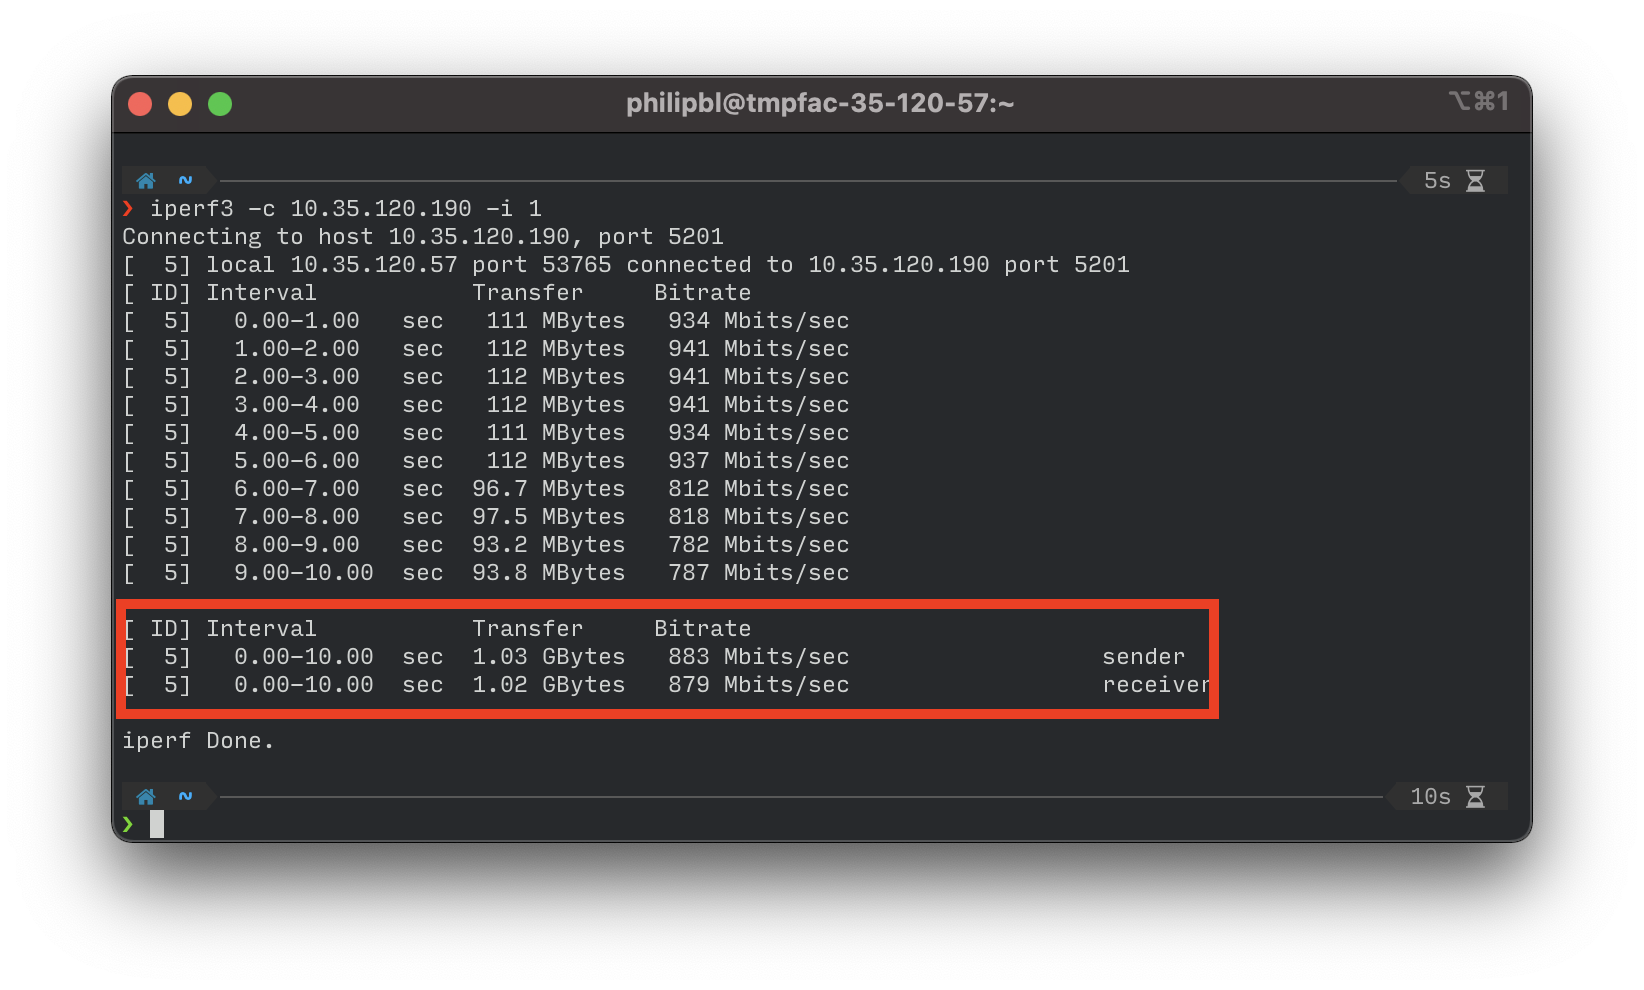 philipbl@tmpfac-35-120-57:~ ⌥⌘1
~ 5s
❯ iperf3 -c 10.35.120.190 -i 1
Connecting to host 10.35.120.190, port 5201
[  5] local 10.35.120.57 port 53765 connected to 10.35.120.190 port 5201
[ ID] Interval           Transfer     Bitrate
[  5]   0.00-1.00   sec   111 MBytes   934 Mbits/sec
[  5]   1.00-2.00   sec   112 MBytes   941 Mbits/sec
[  5]   2.00-3.00   sec   112 MBytes   941 Mbits/sec
[  5]   3.00-4.00   sec   112 MBytes   941 Mbits/sec
[  5]   4.00-5.00   sec   111 MBytes   934 Mbits/sec
[  5]   5.00-6.00   sec   112 MBytes   937 Mbits/sec
[  5]   6.00-7.00   sec  96.7 MBytes   812 Mbits/sec
[  5]   7.00-8.00   sec  97.5 MBytes   818 Mbits/sec
[  5]   8.00-9.00   sec  93.2 MBytes   782 Mbits/sec
[  5]   9.00-10.00  sec  93.8 MBytes   787 Mbits/sec
[ ID] Interval           Transfer     Bitrate
[  5]   0.00-10.00  sec  1.03 GBytes   883 Mbits/sec                  sender
[  5]   0.00-10.00  sec  1.02 GBytes   879 Mbits/sec                  receiver
iperf Done.
~ 10s
❯